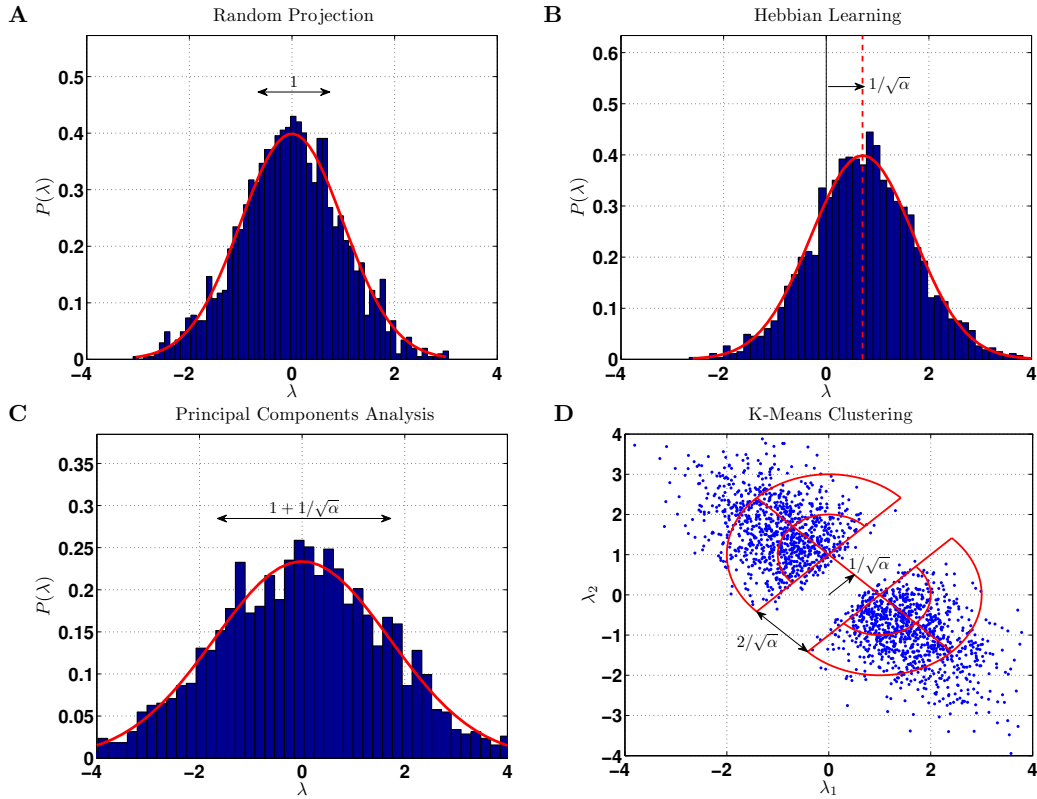 A
Random Projection
0.5
0.4
0.3
0.2
0.1
0
−4
−2
0
2
4
1
P(λ)
λ
B
Hebbian Learning
0.6
0.5
0.4
0.3
0.2
0.1
0
−4
−2
0
2
4
1/√α
P(λ)
λ
C
Principal Components Analysis
0.35
0.3
0.25
0.2
0.15
0.1
0.05
0
−4
−2
0
2
4
1 + 1/√α
P(λ)
λ
D
K-Means Clustering
4
3
2
1
0
−1
−2
−3
−4
−4
−2
0
2
4
1/√α
2/√α
λ₂
λ₁